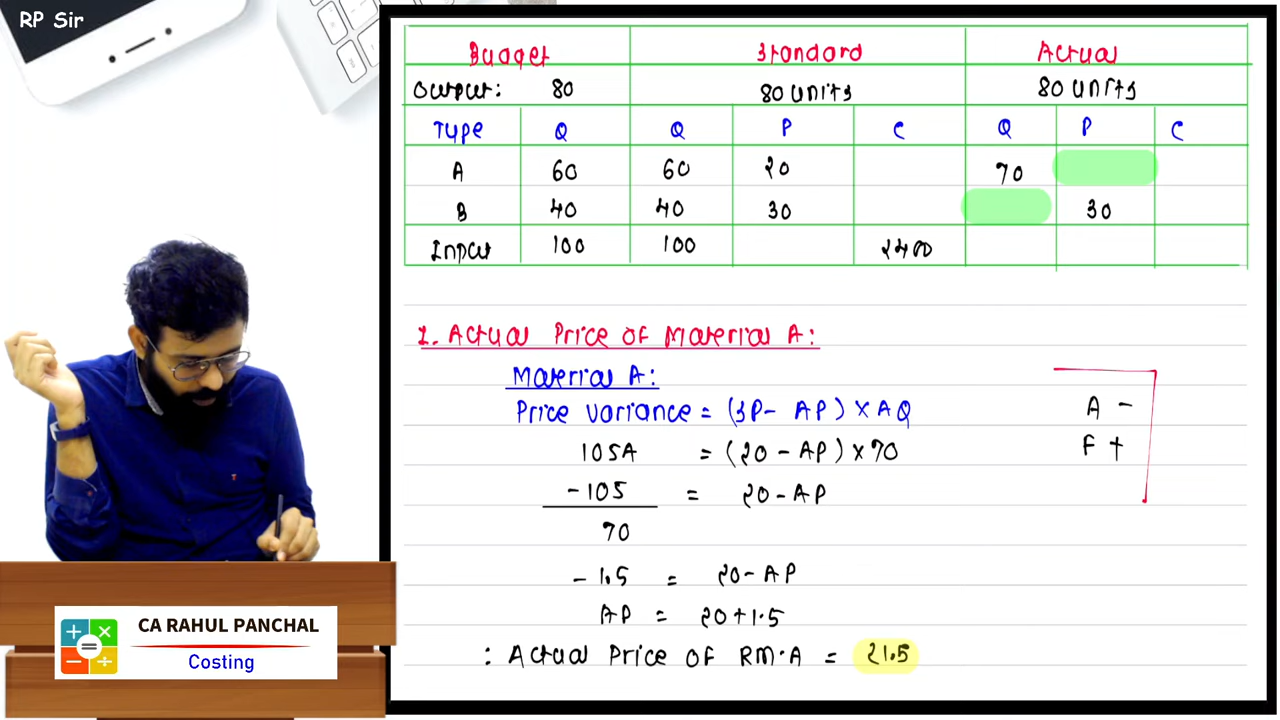 RP Sir
Budget Standard Actual
Output: 80 80 units 80 units
Type Q Q P C Q P C
A 60 60 20 70
B 40 40 30 30
Input 100 100 2400
1. Actual Price of Material A:
Material A:
Price variance = (SP - AP) × AQ
A -
105A = (20 - AP) × 70
F +
-105 = 20 - AP
70
- 1.5 = 20 - AP
AP = 20 + 1.5
: Actual Price of RM.A = 21.5
CA RAHUL PANCHAL
Costing